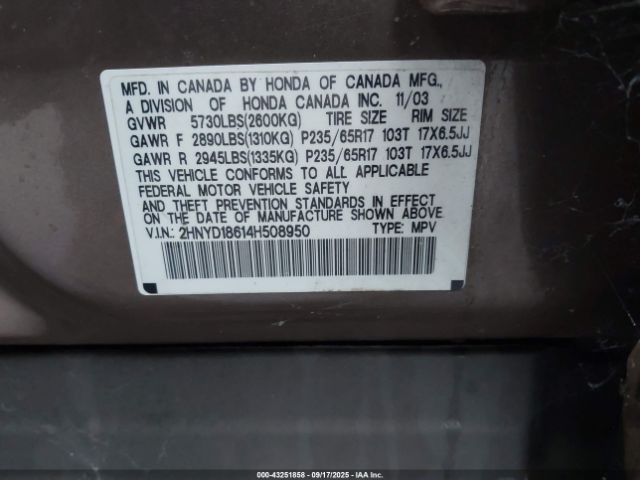 MFD. IN CANADA BY HONDA OF CANADA MFG.,
A DIVISION OF HONDA CANADA INC. 11/03
GVWR 5730LBS(2600KG) TIRE SIZE RIM SIZE
GAWR F 2890LBS(1310KG) P235/65R17 103T 17X6.5JJ
GAWR R 2945LBS(1335KG) P235/65R17 103T 17X6.5JJ
THIS VEHICLE CONFORMS TO ALL APPLICABLE
FEDERAL MOTOR VEHICLE SAFETY
AND THEFT PREVENTION STANDARDS IN EFFECT
ON THE DATE OF MANUFACTURE SHOWN ABOVE.
V.I.N.: 2HNYD18614H508950 TYPE: MPV
000-43251858 - 09/17/2025 - IAA Inc.